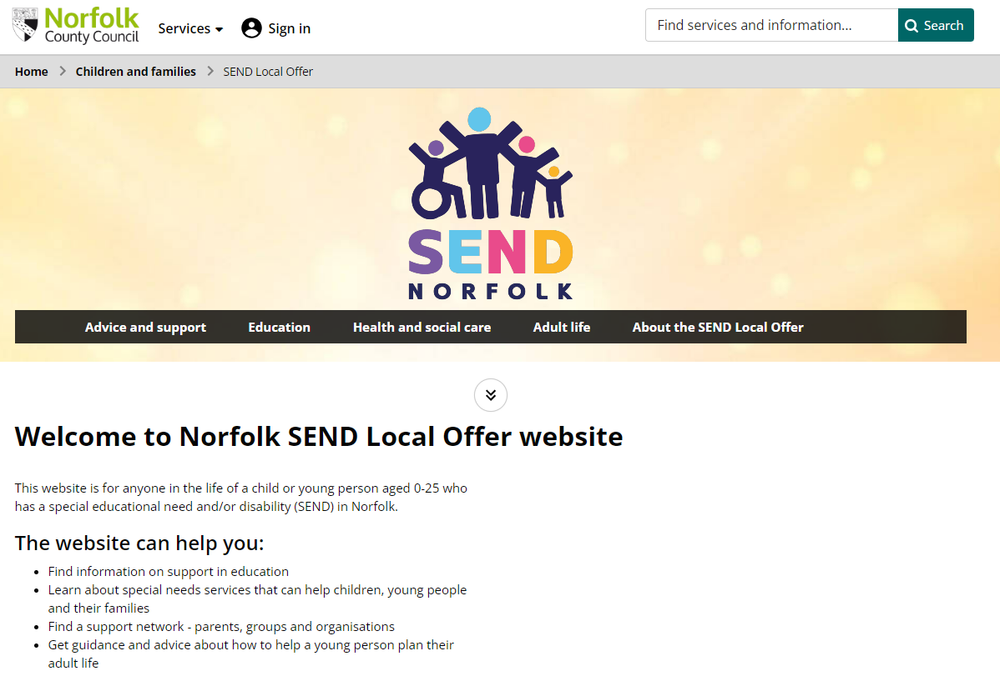 Norfolk
County Council
Services
Sign in
Find services and information...
Search
Home
Children and families
SEND Local Offer
SEND
NORFOLK
Advice and support
Education
Health and social care
Adult life
About the SEND Local Offer
Welcome to Norfolk SEND Local Offer website
This website is for anyone in the life of a child or young person aged 0-25 who
has a special educational need and/or disability (SEND) in Norfolk.
The website can help you:
Find information on support in education
Learn about special needs services that can help children, young people
and their families
Find a support network - parents, groups and organisations
Get guidance and advice about how to help a young person plan their
adult life